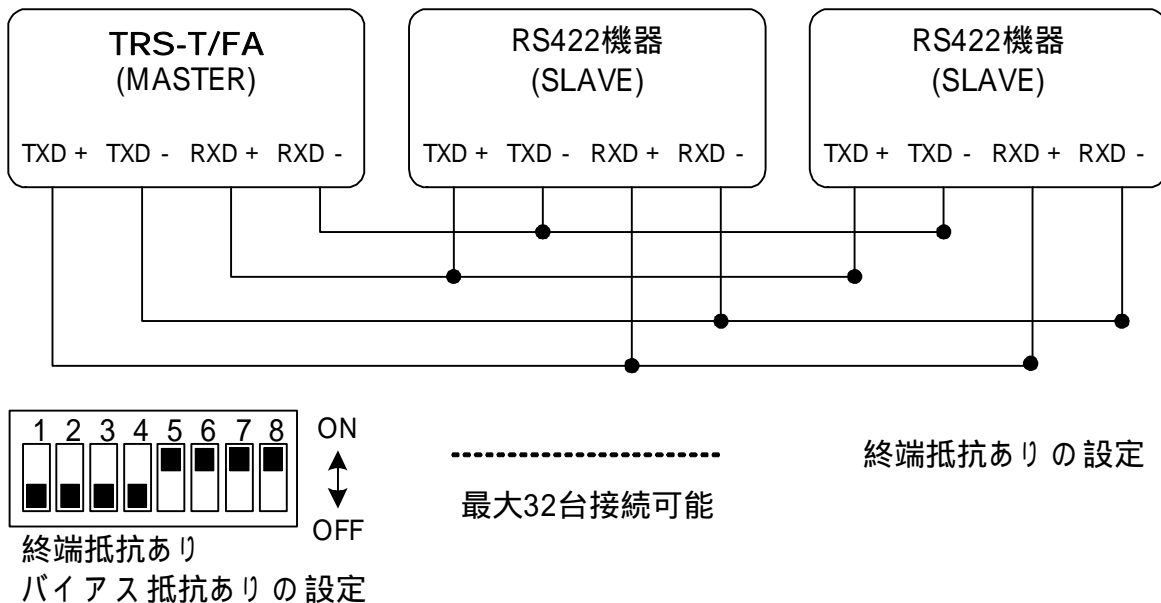 TRS-T/FA
(MASTER)
TXD + TXD - RXD + RXD -
RS422機器
(SLAVE)
TXD + TXD - RXD + RXD -
RS422機器
(SLAVE)
TXD + TXD - RXD + RXD -
1 2 3 4 5 6 7 8
ON
OFF
終端抵抗あり
バイアス抵抗ありの設定
最大32台接続可能
終端抵抗ありの設定